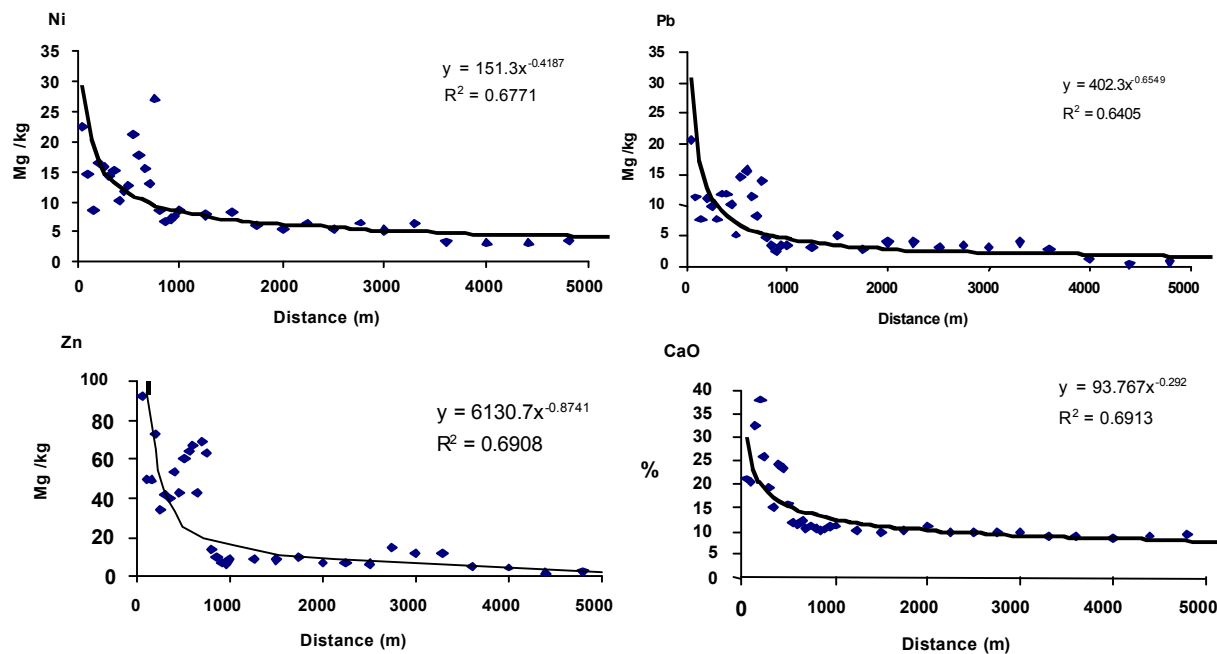 Ni
35
30
25
20
15
10
5
0
Mg /kg
y = 151.3x^-0.4187
R² = 0.6771
0 1000 2000 3000 4000 5000
Distance (m)
Pb
35
30
25
20
15
10
5
0
Mg/kg
y = 402.3x^-0.6549
R² = 0.6405
0 1000 2000 3000 4000 5000
Distance (m)
Zn
100
80
60
40
20
0
Mg /kg
y = 6130.7x^-0.8741
R² = 0.6908
0 1000 2000 3000 4000 5000
Distance (m)
CaO
40
35
30
25
20
15
10
5
0
%
y = 93.767x^-0.292
R² = 0.6913
0 1000 2000 3000 4000 5000
Distance (m)